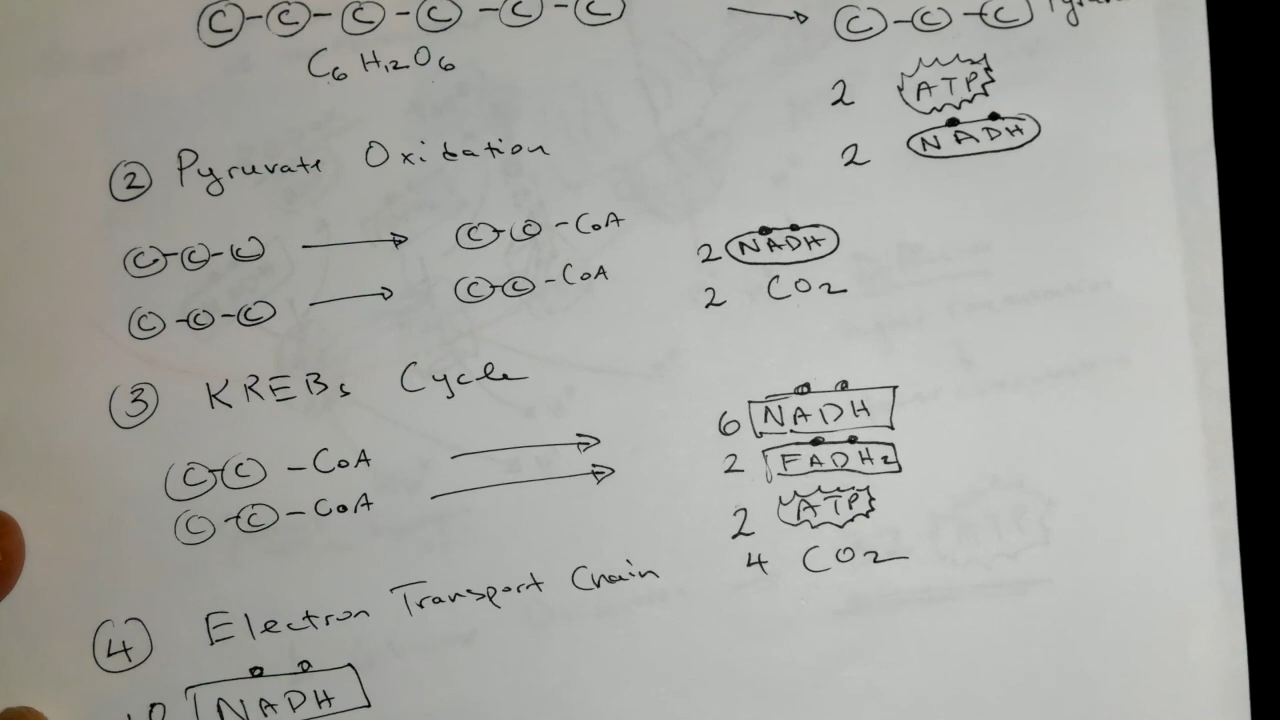 C-C-C-C-C-C → C-C-C
C6H12O6
2 ATP
2 NADH
② Pyruvate Oxidation
C-C-C → C-C-CoA 2 NADH
C-C-C → C-C-CoA 2 CO2
③ KREBs Cycle
6 NADH
C-C-CoA → 2 FADH2
C-C-CoA → 2 ATP
4 CO2
④ Electron Transport Chain
10 NADH